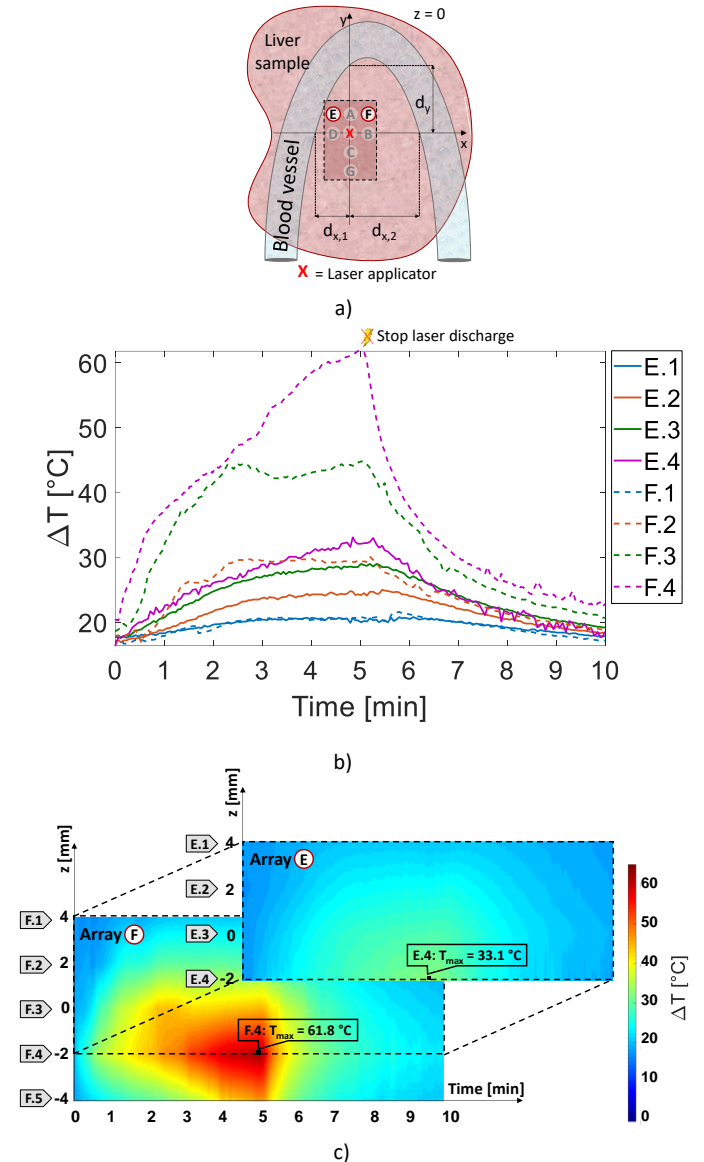 y
z = 0
Liver
sample
E A F
D X B
C
G
d_y
x
Blood vessel
d_x,1 d_x,2
X = Laser applicator
a)
Stop laser discharge
60
50
40
30
20
ΔT [°C]
0 1 2 3 4 5 6 7 8 9 10
Time [min]
E.1
E.2
E.3
E.4
F.1
F.2
F.3
F.4
b)
z [mm]
E.1 4
E.2 2
E.3 0
E.4 -2
Array E
E.4: T_max = 33.1 °C
z [mm]
F.1 4
F.2 2
F.3 0
F.4 -2
F.5 -4
Array F
F.4: T_max = 61.8 °C
Time [min]
0 1 2 3 4 5 6 7 8 9 10
60
50
40
30
20
10
0
ΔT [°C]
c)